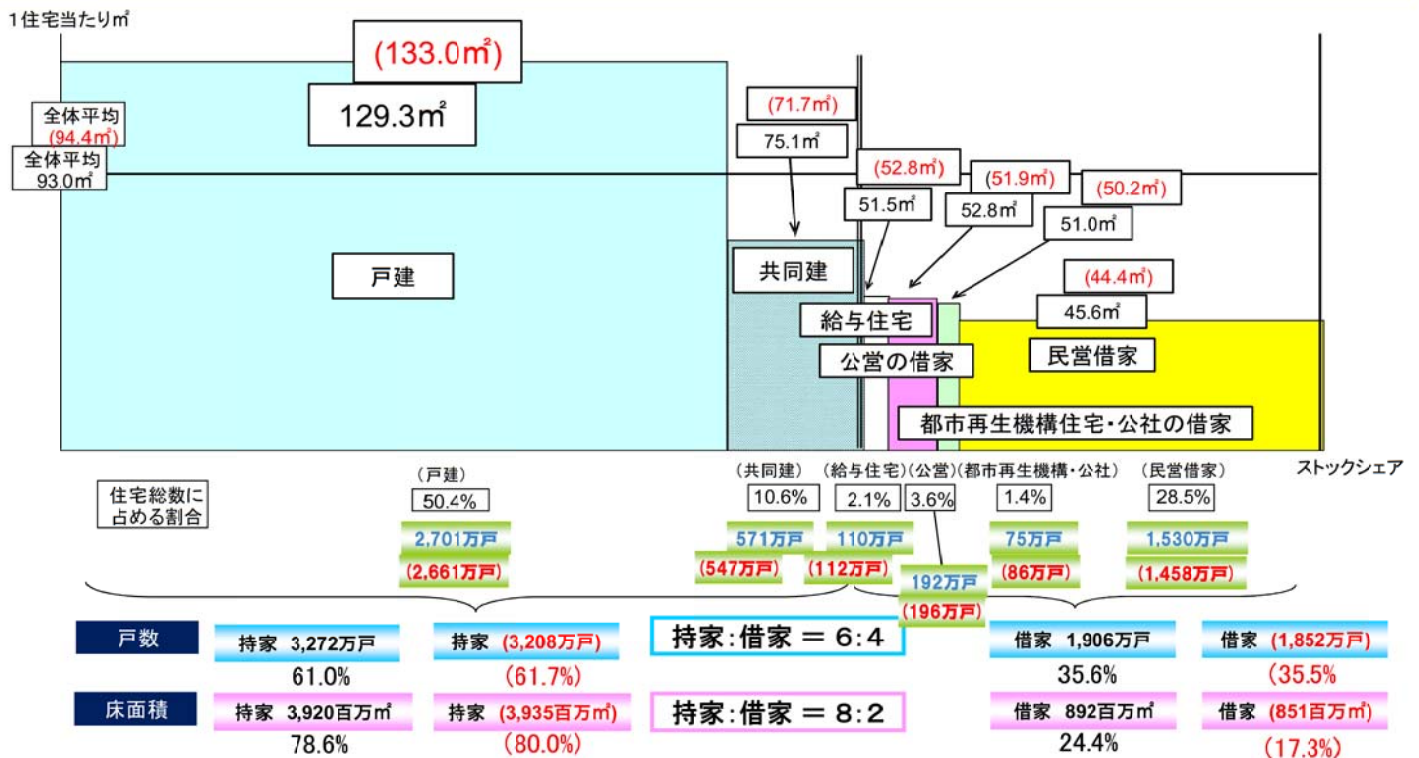 1住宅当たり㎡
(133.0㎡)
129.3㎡
全体平均
(94.4㎡)
全体平均
93.0㎡
(71.7㎡)
75.1㎡
(52.8㎡)
51.5㎡
(51.9㎡)
52.8㎡
(50.2㎡)
51.0㎡
(44.4㎡)
45.6㎡
戸建
共同建
給与住宅
公営の借家
民営借家
都市再生機構住宅・公社の借家
ストックシェア
住宅総数に
占める割合
(戸建)
50.4%
(共同建)
10.6%
(給与住宅)
2.1%
(公営)
3.6%
(都市再生機構・公社)
1.4%
(民営借家)
28.5%
2,701万戸
(2,661万戸)
571万戸
(547万戸)
110万戸
(112万戸)
192万戸
(196万戸)
75万戸
(86万戸)
1,530万戸
(1,458万戸)
戸数
持家 3,272万戸
61.0%
持家 (3,208万戸)
(61.7%)
持家:借家 = 6:4
借家 1,906万戸
35.6%
借家 (1,852万戸)
(35.5%
床面積
持家 3,920百万㎡
78.6%
持家 (3,935百万㎡)
(80.0%)
持家:借家 = 8:2
借家 892百万㎡
24.4%
借家 (851百万㎡)
(17.3%)